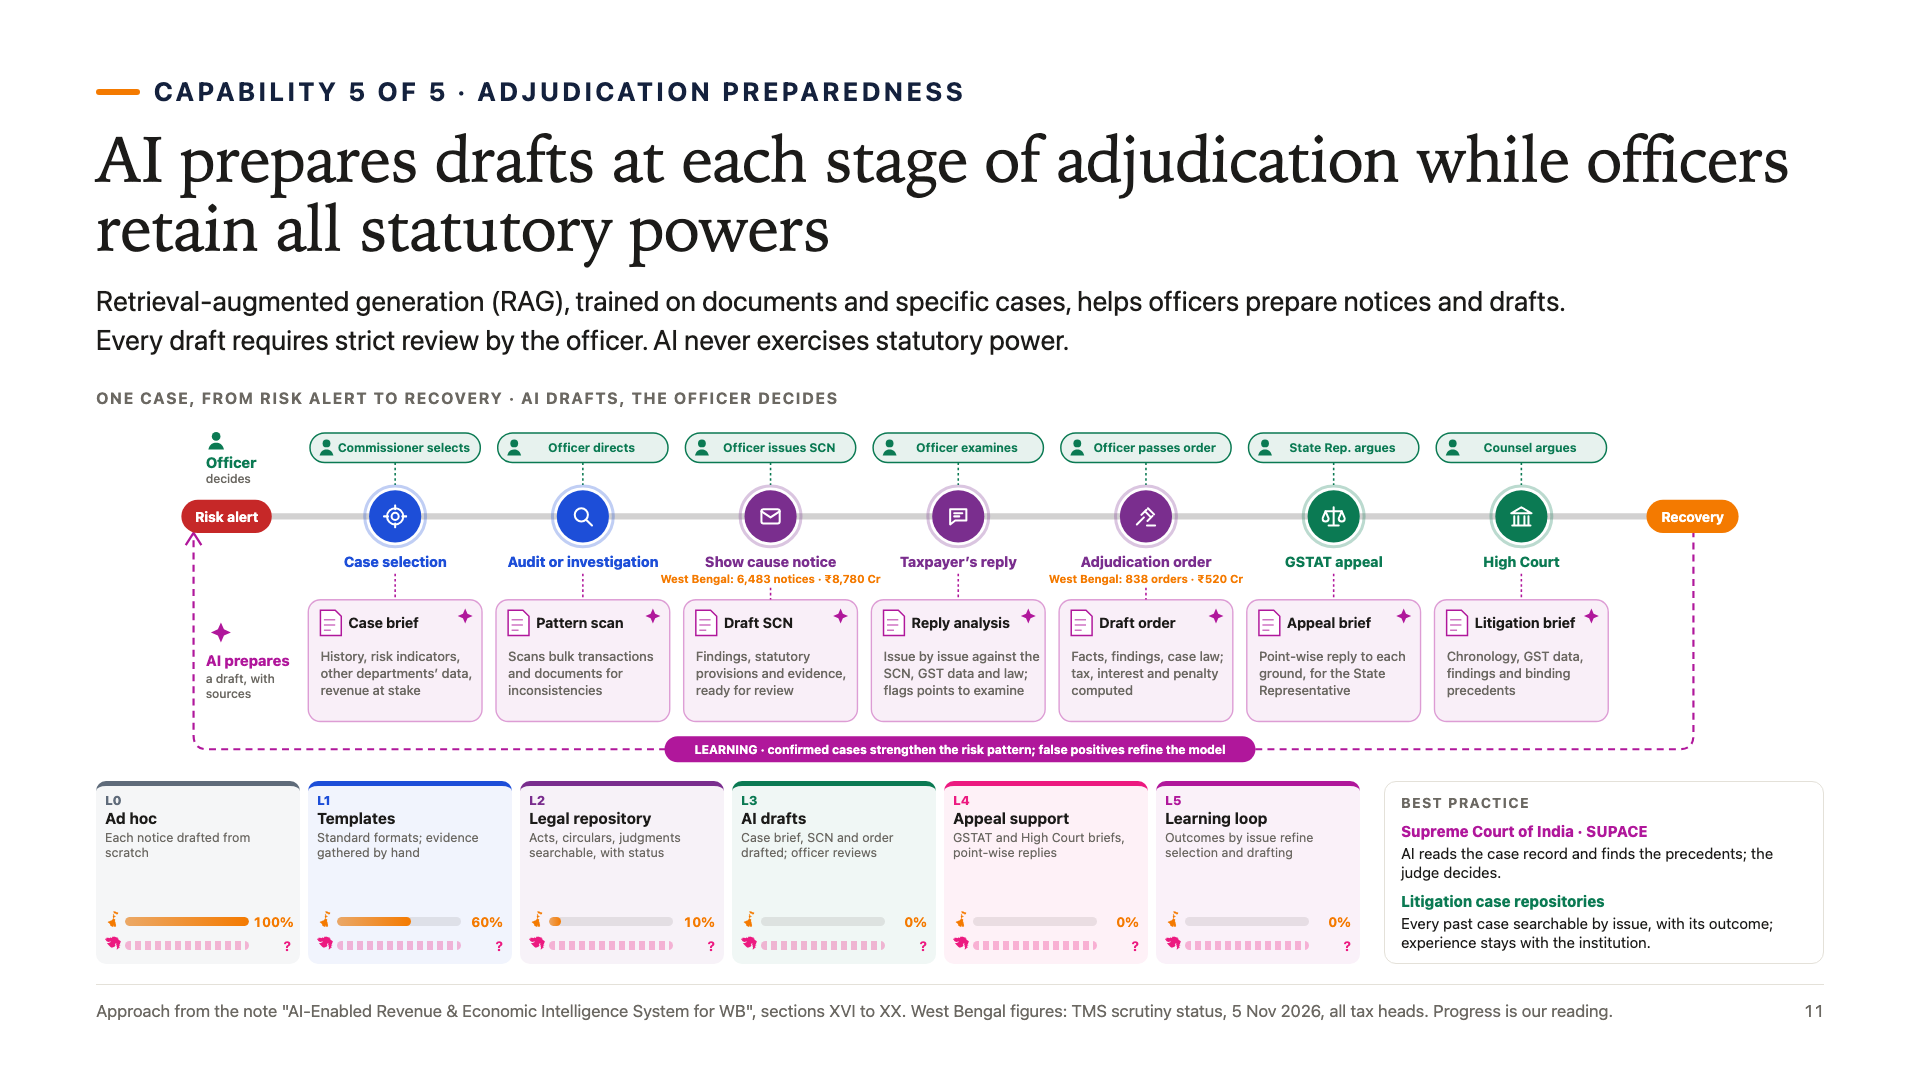 CAPABILITY 5 OF 5 · ADJUDICATION PREPAREDNESS
AI prepares drafts at each stage of adjudication while officers
retain all statutory powers
Retrieval-augmented generation (RAG), trained on documents and specific cases, helps officers prepare notices and drafts.
Every draft requires strict review by the officer. AI never exercises statutory power.
ONE CASE, FROM RISK ALERT TO RECOVERY · AI DRAFTS, THE OFFICER DECIDES
Officer
decides
Commissioner selects
Officer directs
Officer issues SCN
Officer examines
Officer passes order
State Rep. argues
Counsel argues
Risk alert
Recovery
Case selection
Audit or investigation
Show cause notice
West Bengal: 6,483 notices · ₹8,780 Cr
Taxpayer’s reply
Adjudication order
West Bengal: 838 orders · ₹520 Cr
GSTAT appeal
High Court
AI prepares
a draft, with
sources
Case brief
History, risk indicators,
other departments’ data,
revenue at stake
Pattern scan
Scans bulk transactions
and documents for
inconsistencies
Draft SCN
Findings, statutory
provisions and evidence,
ready for review
Reply analysis
Issue by issue against the
SCN, GST data and law;
flags points to examine
Draft order
Facts, findings, case law;
tax, interest and penalty
computed
Appeal brief
Point-wise reply to each
ground, for the State
Representative
Litigation brief
Chronology, GST data,
findings and binding
precedents
LEARNING · confirmed cases strengthen the risk pattern; false positives refine the model
L0
Ad hoc
Each notice drafted from
scratch
100%
?
L1
Templates
Standard formats; evidence
gathered by hand
60%
?
L2
Legal repository
Acts, circulars, judgments
searchable, with status
10%
?
L3
AI drafts
Case brief, SCN and order
drafted; officer reviews
0%
?
L4
Appeal support
GSTAT and High Court briefs,
point-wise replies
0%
?
L5
Learning loop
Outcomes by issue refine
selection and drafting
0%
?
BEST PRACTICE
Supreme Court of India · SUPACE
AI reads the case record and finds the precedents; the
judge decides.
Litigation case repositories
Every past case searchable by issue, with its outcome;
experience stays with the institution.
Approach from the note "AI-Enabled Revenue & Economic Intelligence System for WB", sections XVI to XX. West Bengal figures: TMS scrutiny status, 5 Nov 2026, all tax heads. Progress is our reading.
11